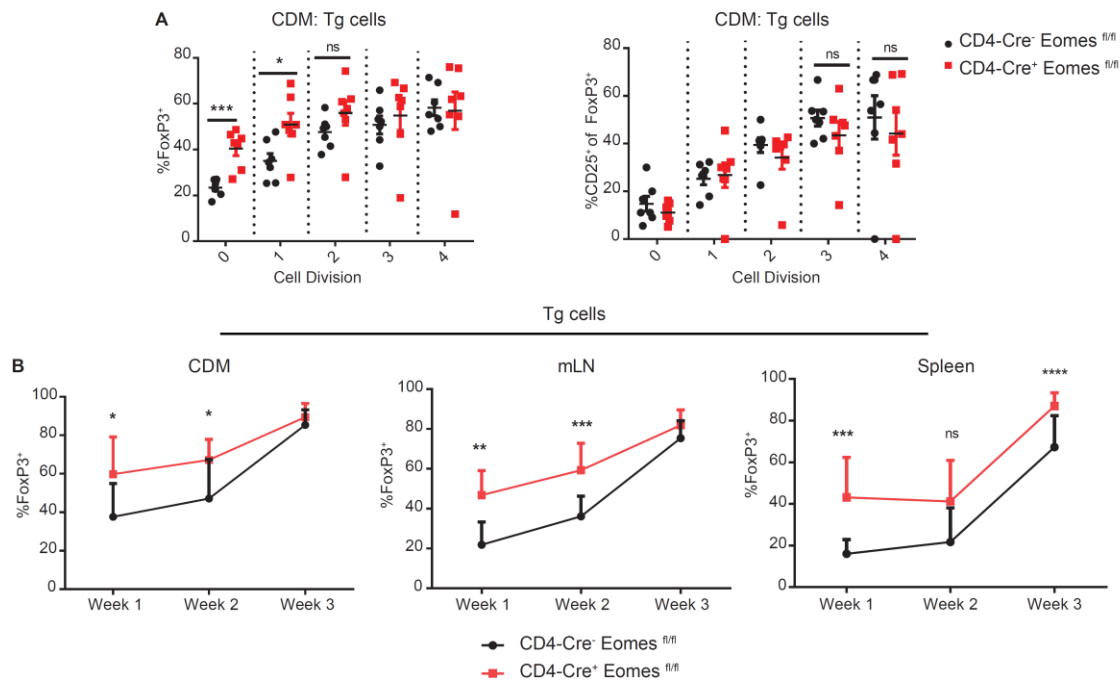 A
CDM: Tg cells
%FoxP3⁺
80
60
40
20
0
***
*
ns
0
1
2
3
4
Cell Division
CDM: Tg cells
%CD25⁺ of FoxP3⁺
80
60
40
20
0
ns
ns
0
1
2
3
4
Cell Division
CD4-Cre⁻ Eomes fl/fl
CD4-Cre⁺ Eomes fl/fl
Tg cells
B
CDM
%FoxP3⁺
100
80
60
40
20
0
*
*
Week 1
Week 2
Week 3
mLN
%FoxP3⁺
100
80
60
40
20
0
**
***
Week 1
Week 2
Week 3
Spleen
%FoxP3⁺
100
80
60
40
20
0
***
ns
****
Week 1
Week 2
Week 3
CD4-Cre⁻ Eomes fl/fl
CD4-Cre⁺ Eomes fl/fl